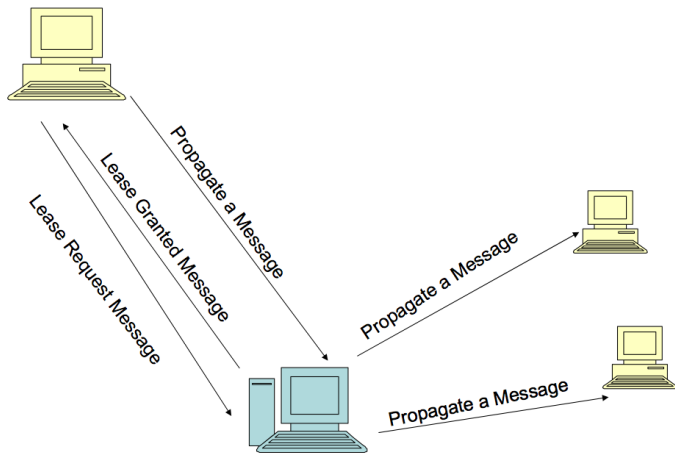 Propagate a Message
Lease Granted Message
Lease Request Message
Propagate a Message
Propagate a Message